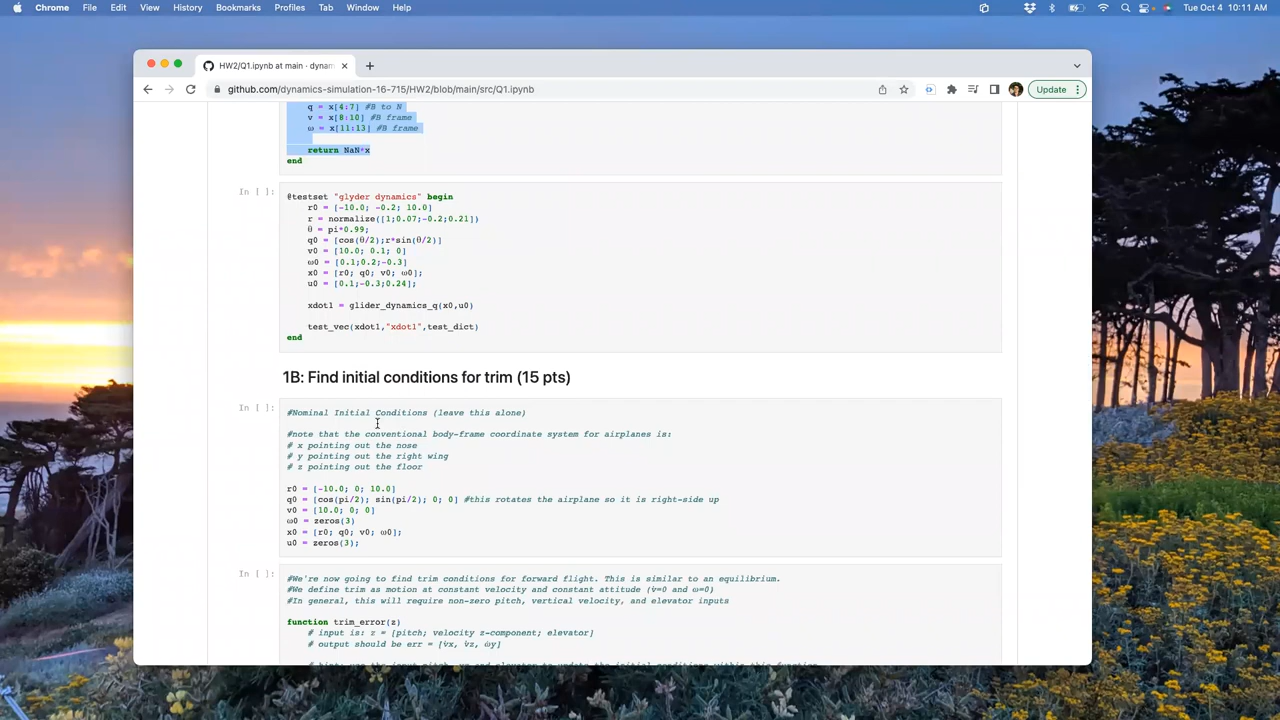 Chrome File Edit View History Bookmarks Profiles Tab Window Help Tue Oct 4 10:11 AM
HW2/Q1.ipynb at main · dynam
github.com/dynamics-simulation-16-715/HW2/blob/main/src/Q1.ipynb Update
q = x[4:7] #B to N
v = x[8:10] #B frame
ω = x[11:13] #B frame
return NaN*x
end
In [ ]:
@testset "glyder dynamics" begin
r0 = [-10.0; -0.2; 10.0]
r = normalize([1;0.07;-0.2;0.21])
θ = pi*0.99;
q0 = [cos(θ/2);r*sin(θ/2)]
v0 = [10.0; 0.1; 0]
ω0 = [0.1;0.2;-0.3]
x0 = [r0; q0; v0; ω0];
u0 = [0.1;-0.3;0.24];
xdot1 = glider_dynamics_q(x0,u0)
test_vec(xdot1,"xdot1",test_dict)
end
1B: Find initial conditions for trim (15 pts)
In [ ]:
#Nominal Initial Conditions (leave this alone)
#note that the conventional body-frame coordinate system for airplanes is:
# x pointing out the nose
# y pointing out the right wing
# z pointing out the floor
r0 = [-10.0; 0; 10.0]
q0 = [cos(pi/2); sin(pi/2); 0; 0] #this rotates the airplane so it is right-side up
v0 = [10.0; 0; 0]
ω0 = zeros(3)
x0 = [r0; q0; v0; ω0];
u0 = zeros(3);
In [ ]:
#We're now going to find trim conditions for forward flight. This is similar to an equilibrium.
#We define trim as motion at constant velocity and constant attitude (v̇=0 and ω=0)
#In general, this will require non-zero pitch, vertical velocity, and elevator inputs
function trim_error(z)
# input is: z = [pitch; velocity z-component; elevator]
# output should be err = [v̇x, v̇z, ω̇y]